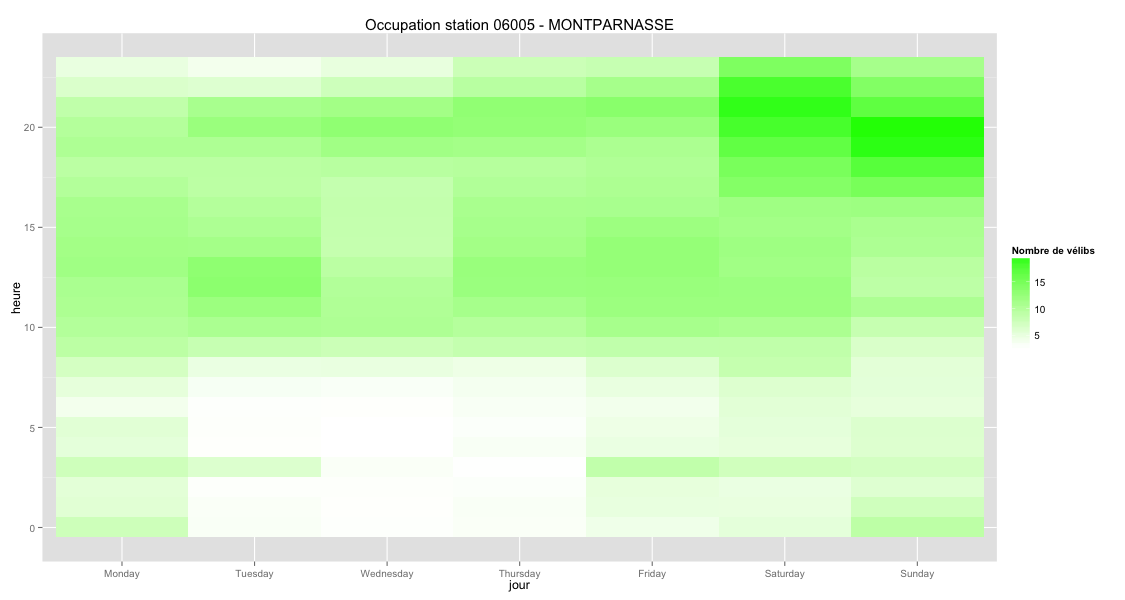 Occupation station 06005 - MONTPARNASSE
heure
20
15
10
5
0
Monday Tuesday Wednesday Thursday Friday Saturday Sunday
jour
Nombre de vélibs
15
10
5